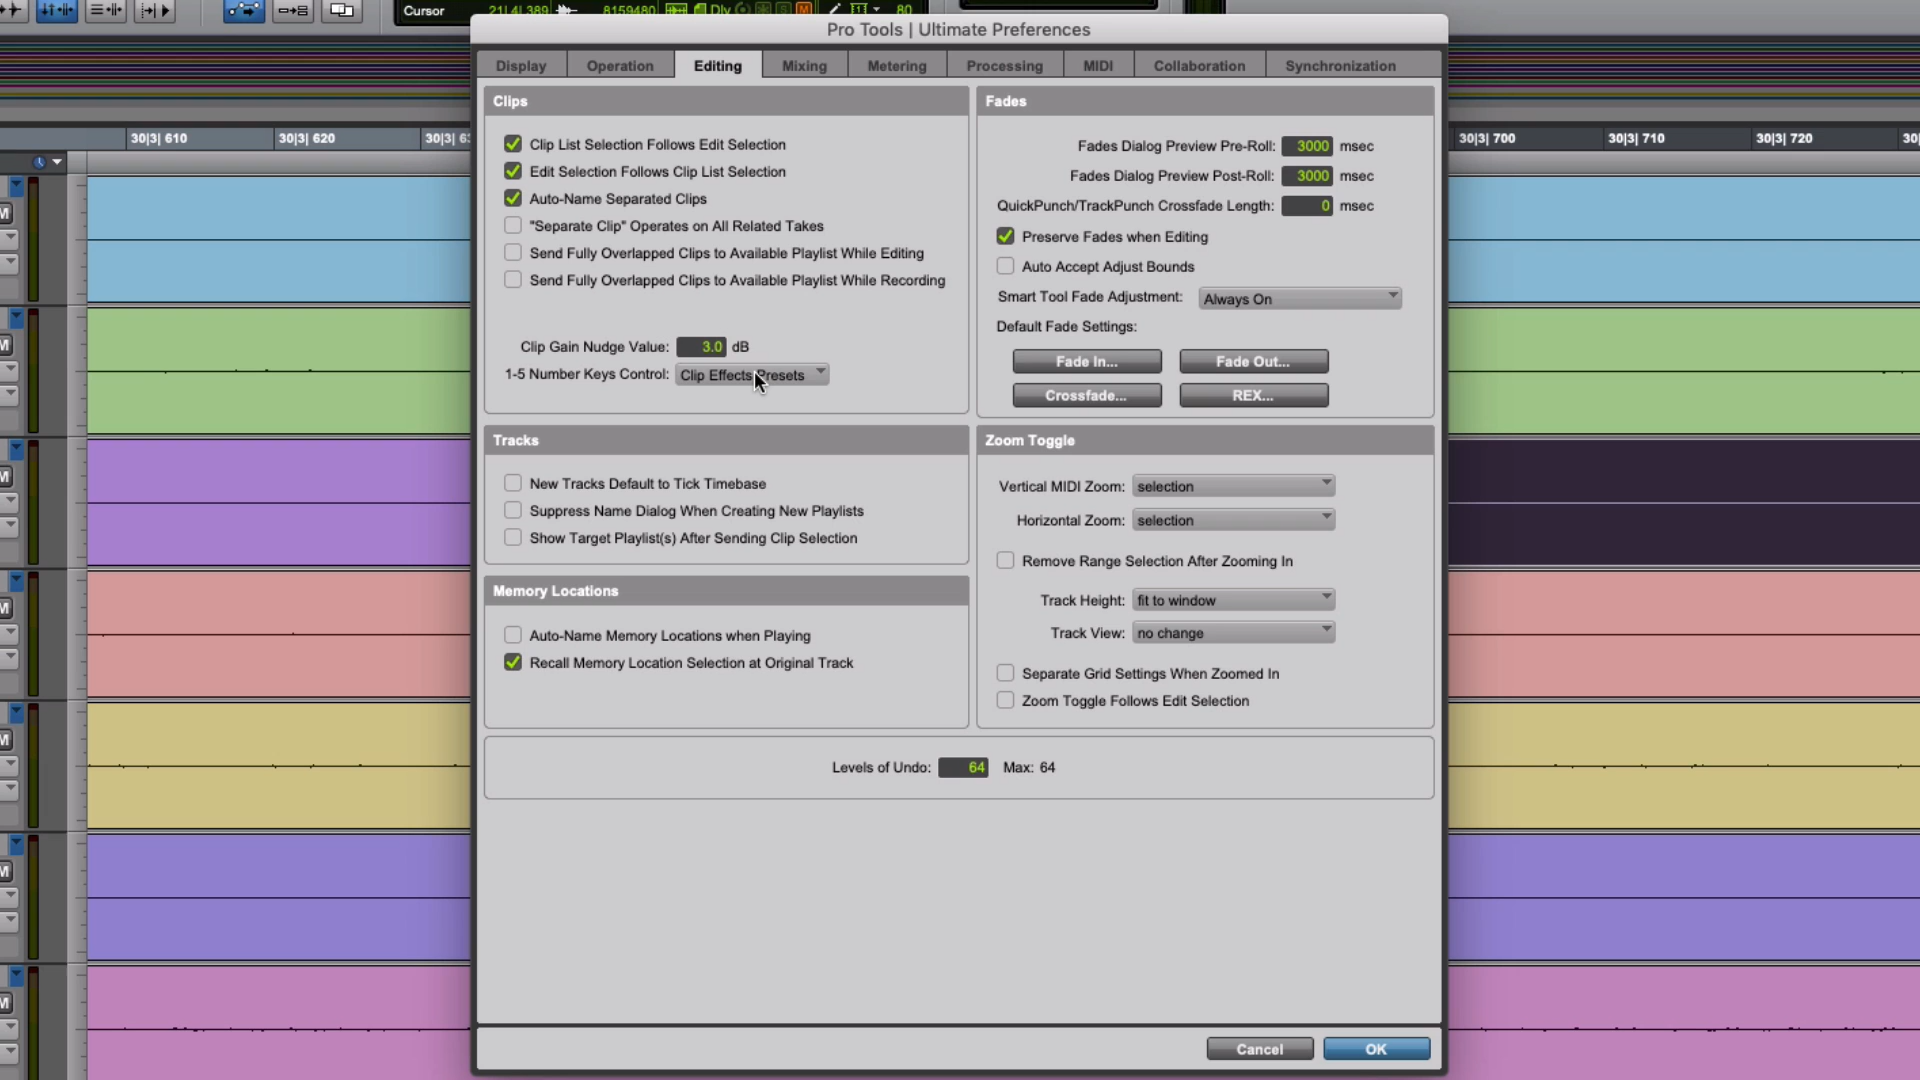 Cursor 21|4|389 8159480 Dly S M 80
Pro Tools | Ultimate Preferences
Display Operation Editing Mixing Metering Processing MIDI Collaboration Synchronization
Clips
Clip List Selection Follows Edit Selection
Edit Selection Follows Clip List Selection
Auto-Name Separated Clips
"Separate Clip" Operates on All Related Takes
Send Fully Overlapped Clips to Available Playlist While Editing
Send Fully Overlapped Clips to Available Playlist While Recording
Clip Gain Nudge Value: 3.0 dB
1-5 Number Keys Control: Clip Effects Presets
Fades
Fades Dialog Preview Pre-Roll: 3000 msec
Fades Dialog Preview Post-Roll: 3000 msec
QuickPunch/TrackPunch Crossfade Length: 0 msec
Preserve Fades when Editing
Auto Accept Adjust Bounds
Smart Tool Fade Adjustment: Always On
Default Fade Settings:
Fade In... Fade Out...
Crossfade... REX...
Tracks
New Tracks Default to Tick Timebase
Suppress Name Dialog When Creating New Playlists
Show Target Playlist(s) After Sending Clip Selection
Zoom Toggle
Vertical MIDI Zoom: selection
Horizontal Zoom: selection
Remove Range Selection After Zooming In
Track Height: fit to window
Track View: no change
Separate Grid Settings When Zoomed In
Zoom Toggle Follows Edit Selection
Memory Locations
Auto-Name Memory Locations when Playing
Recall Memory Location Selection at Original Track
Levels of Undo: 64 Max: 64
Cancel OK
30|3| 610 30|3| 620 30|3| 6
30|3| 700 30|3| 710 30|3| 720 30|
M
M
M
M
M
M
M